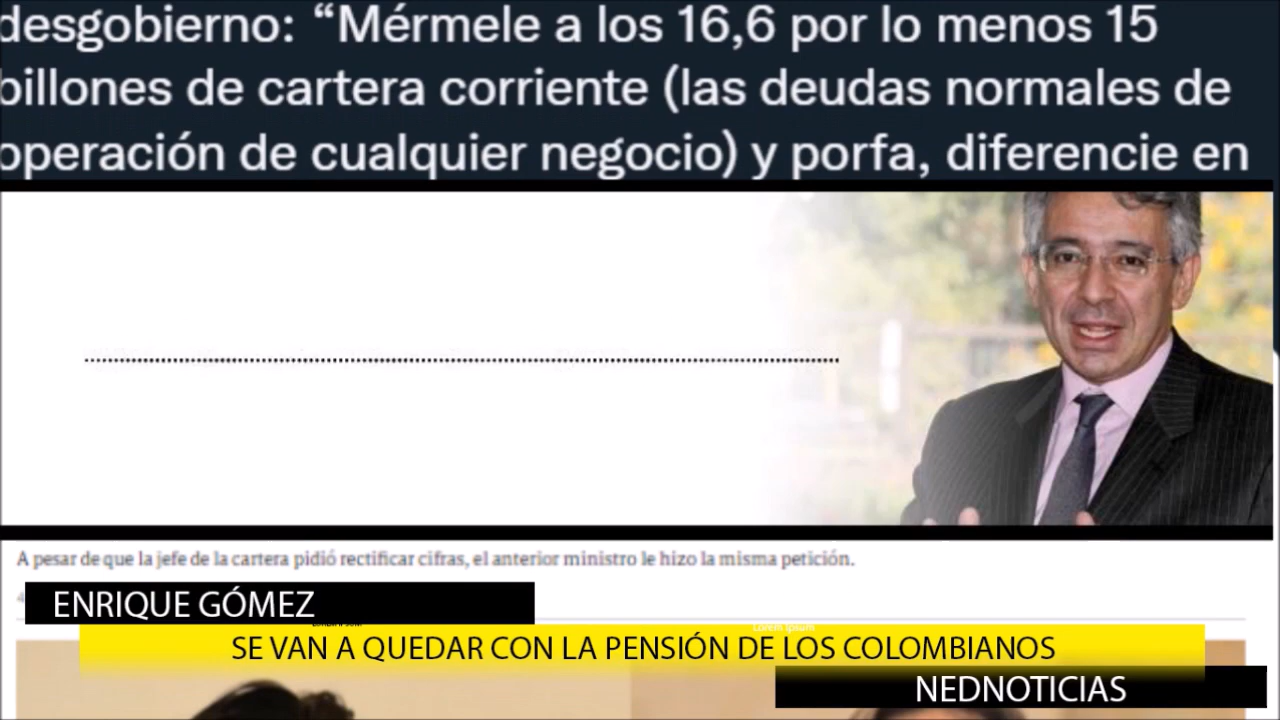 desgobierno: “Mérmele a los 16,6 por lo menos 15
billones de cartera corriente (las deudas normales de
operación de cualquier negocio) y porfa, diferencie en
A pesar de que la jefe de la cartera pidió rectificar cifras, el anterior ministro le hizo la misma petición.
ENRIQUE GÓMEZ
Lorem Ipsum
SE VAN A QUEDAR CON LA PENSIÓN DE LOS COLOMBIANOS
NEDNOTICIAS